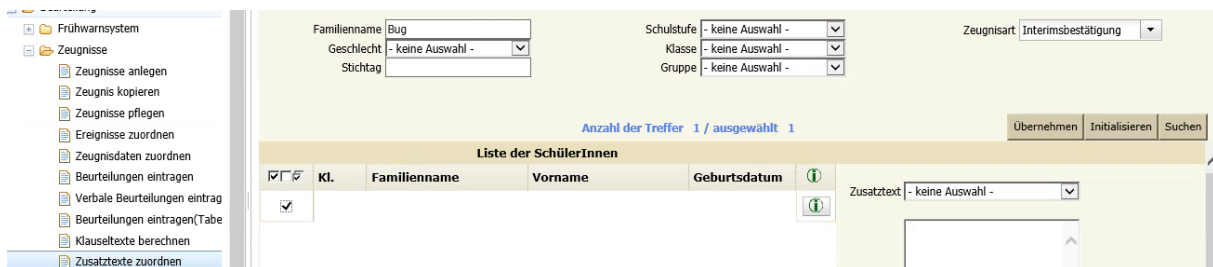 Frühwarnsystem
Zeugnisse
Zeugnisse anlegen
Zeugnis kopieren
Zeugnisse pflegen
Ereignisse zuordnen
Zeugnisdaten zuordnen
Beurteilungen eintragen
Verbale Beurteilungen eintrag
Beurteilungen eintragen(Tabe
Klauseltexte berechnen
Zusatztexte zuordnen
Familienname Bug
Geschlecht - keine Auswahl -
Stichtag
Schulstufe - keine Auswahl -
Klasse - keine Auswahl -
Gruppe - keine Auswahl -
Zeugnisart Interimsbestätigung
Anzahl der Treffer 1 / ausgewählt 1
Übernehmen Initialisieren Suchen
Liste der SchülerInnen
Kl. Familienname Vorname Geburtsdatum
Zusatztext - keine Auswahl -